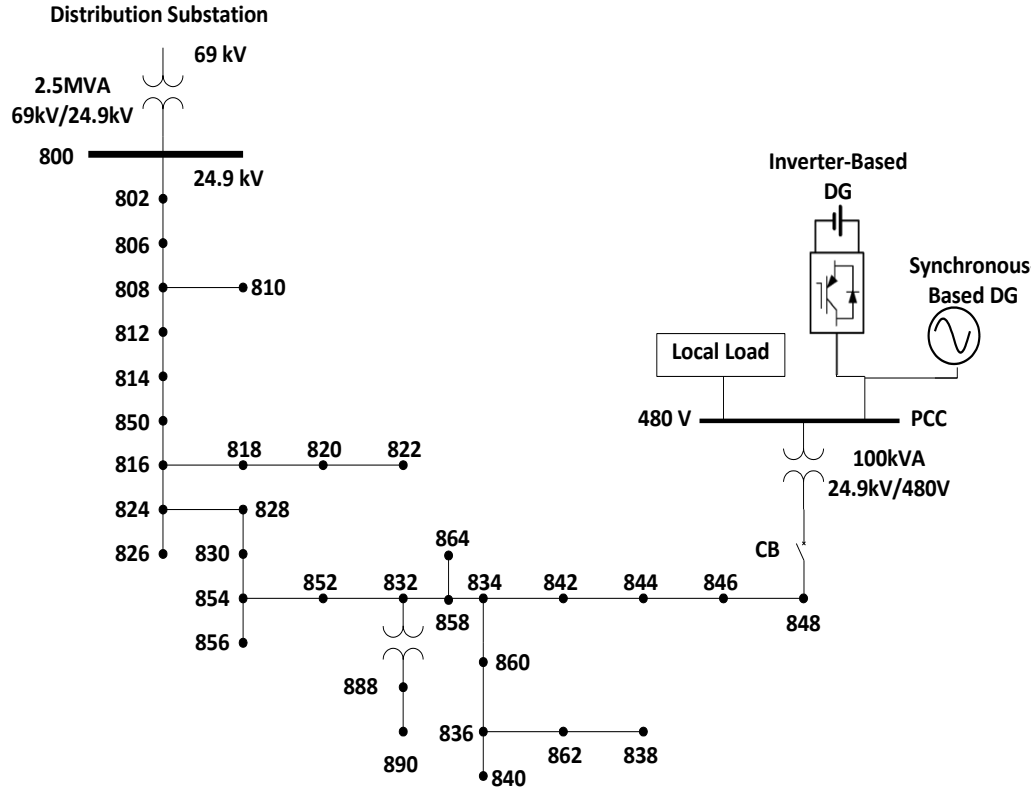 Distribution Substation
69 kV
2.5MVA
69kV/24.9kV
800
24.9 kV
802
806
808
810
812
814
850
816
818
820
822
824
828
826
830
864
854
852
832
858
834
842
844
846
848
856
888
860
890
836
862
838
840
Inverter-Based
DG
Synchronous
Based DG
Local Load
480 V
PCC
100kVA
24.9kV/480V
CB